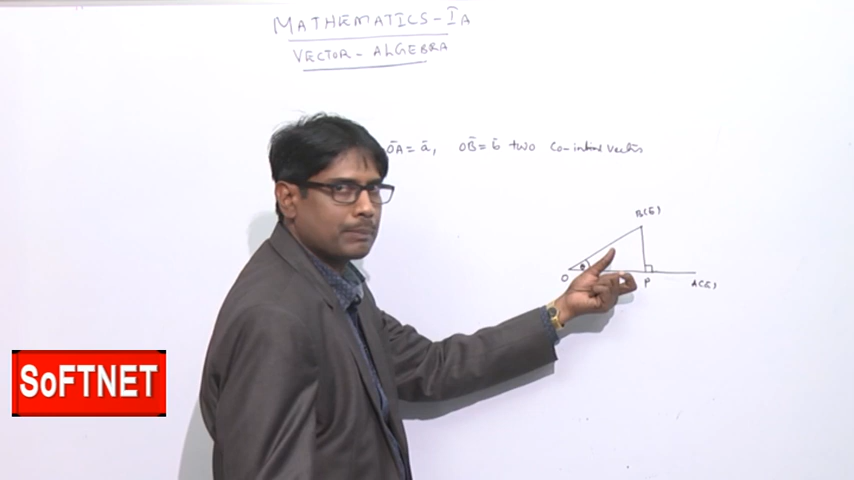 MATHEMATICS-IA
VECTOR-ALGEBRA
OA = a, OB = b two co-initial vectors
B(b)
θ
O
P
A(a)
SOFTNET